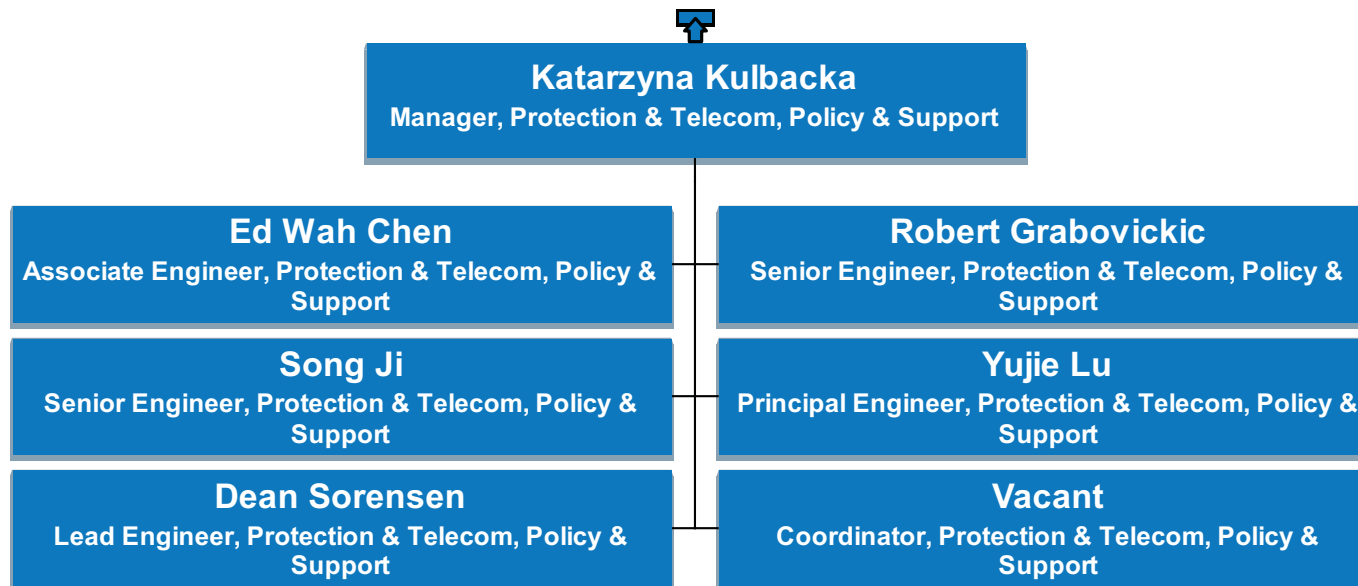 Katarzyna Kulbacka
Manager, Protection & Telecom, Policy & Support
Ed Wah Chen
Associate Engineer, Protection & Telecom, Policy &
Support
Robert Grabovickic
Senior Engineer, Protection & Telecom, Policy &
Support
Song Ji
Senior Engineer, Protection & Telecom, Policy &
Support
Yujie Lu
Principal Engineer, Protection & Telecom, Policy &
Support
Dean Sorensen
Lead Engineer, Protection & Telecom, Policy &
Support
Vacant
Coordinator, Protection & Telecom, Policy &
Support